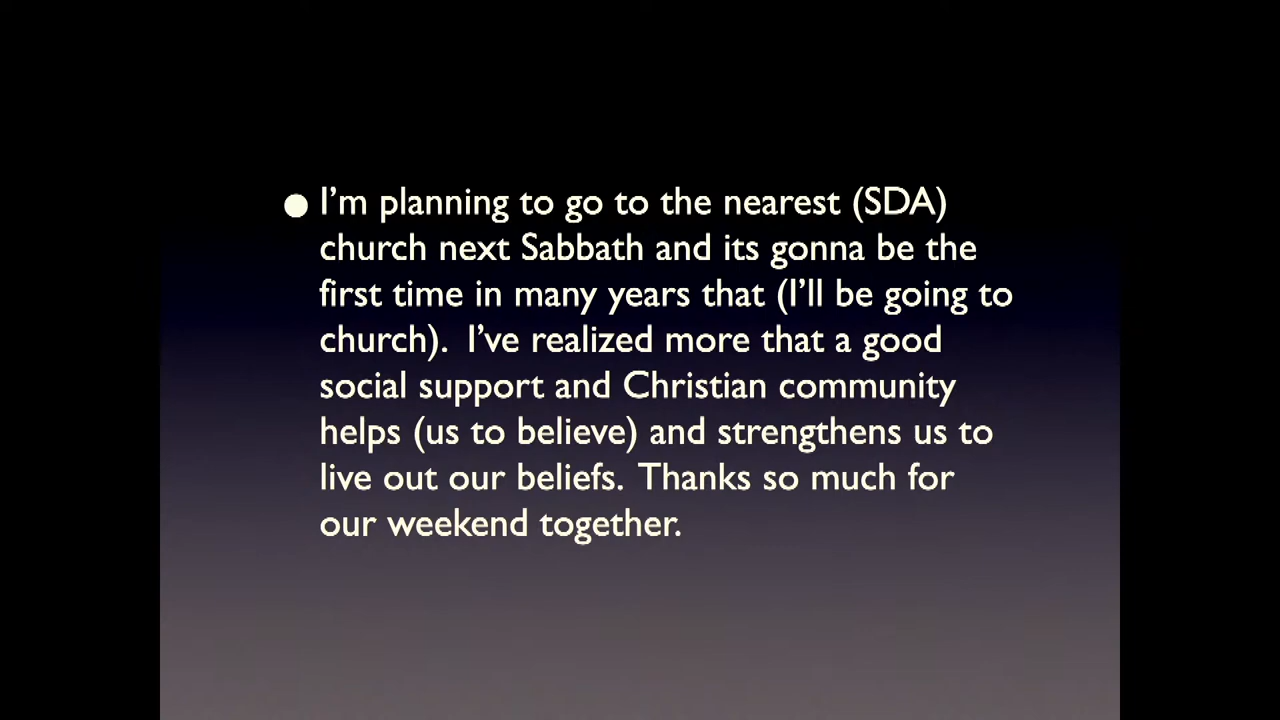 • I'm planning to go to the nearest (SDA)
church next Sabbath and its gonna be the
first time in many years that (I'll be going to
church).  I've realized more that a good
social support and Christian community
helps (us to believe) and strengthens us to
live out our beliefs.  Thanks so much for
our weekend together.